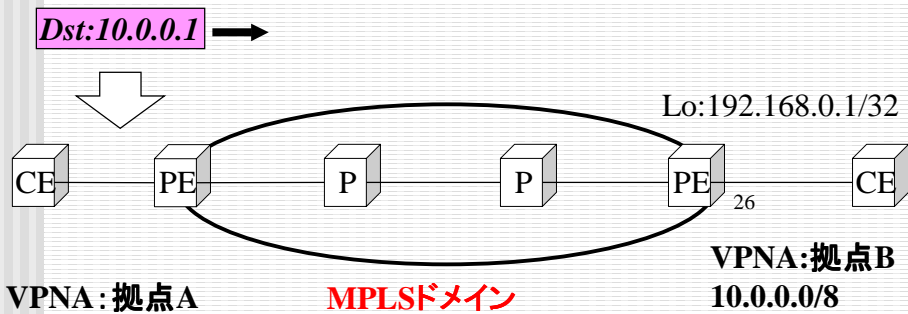 Dst:10.0.0.1
Lo:192.168.0.1/32
CE PE P P PE CE
26
VPNA:拠点B
VPNA:拠点A MPLSドメイン 10.0.0.0/8